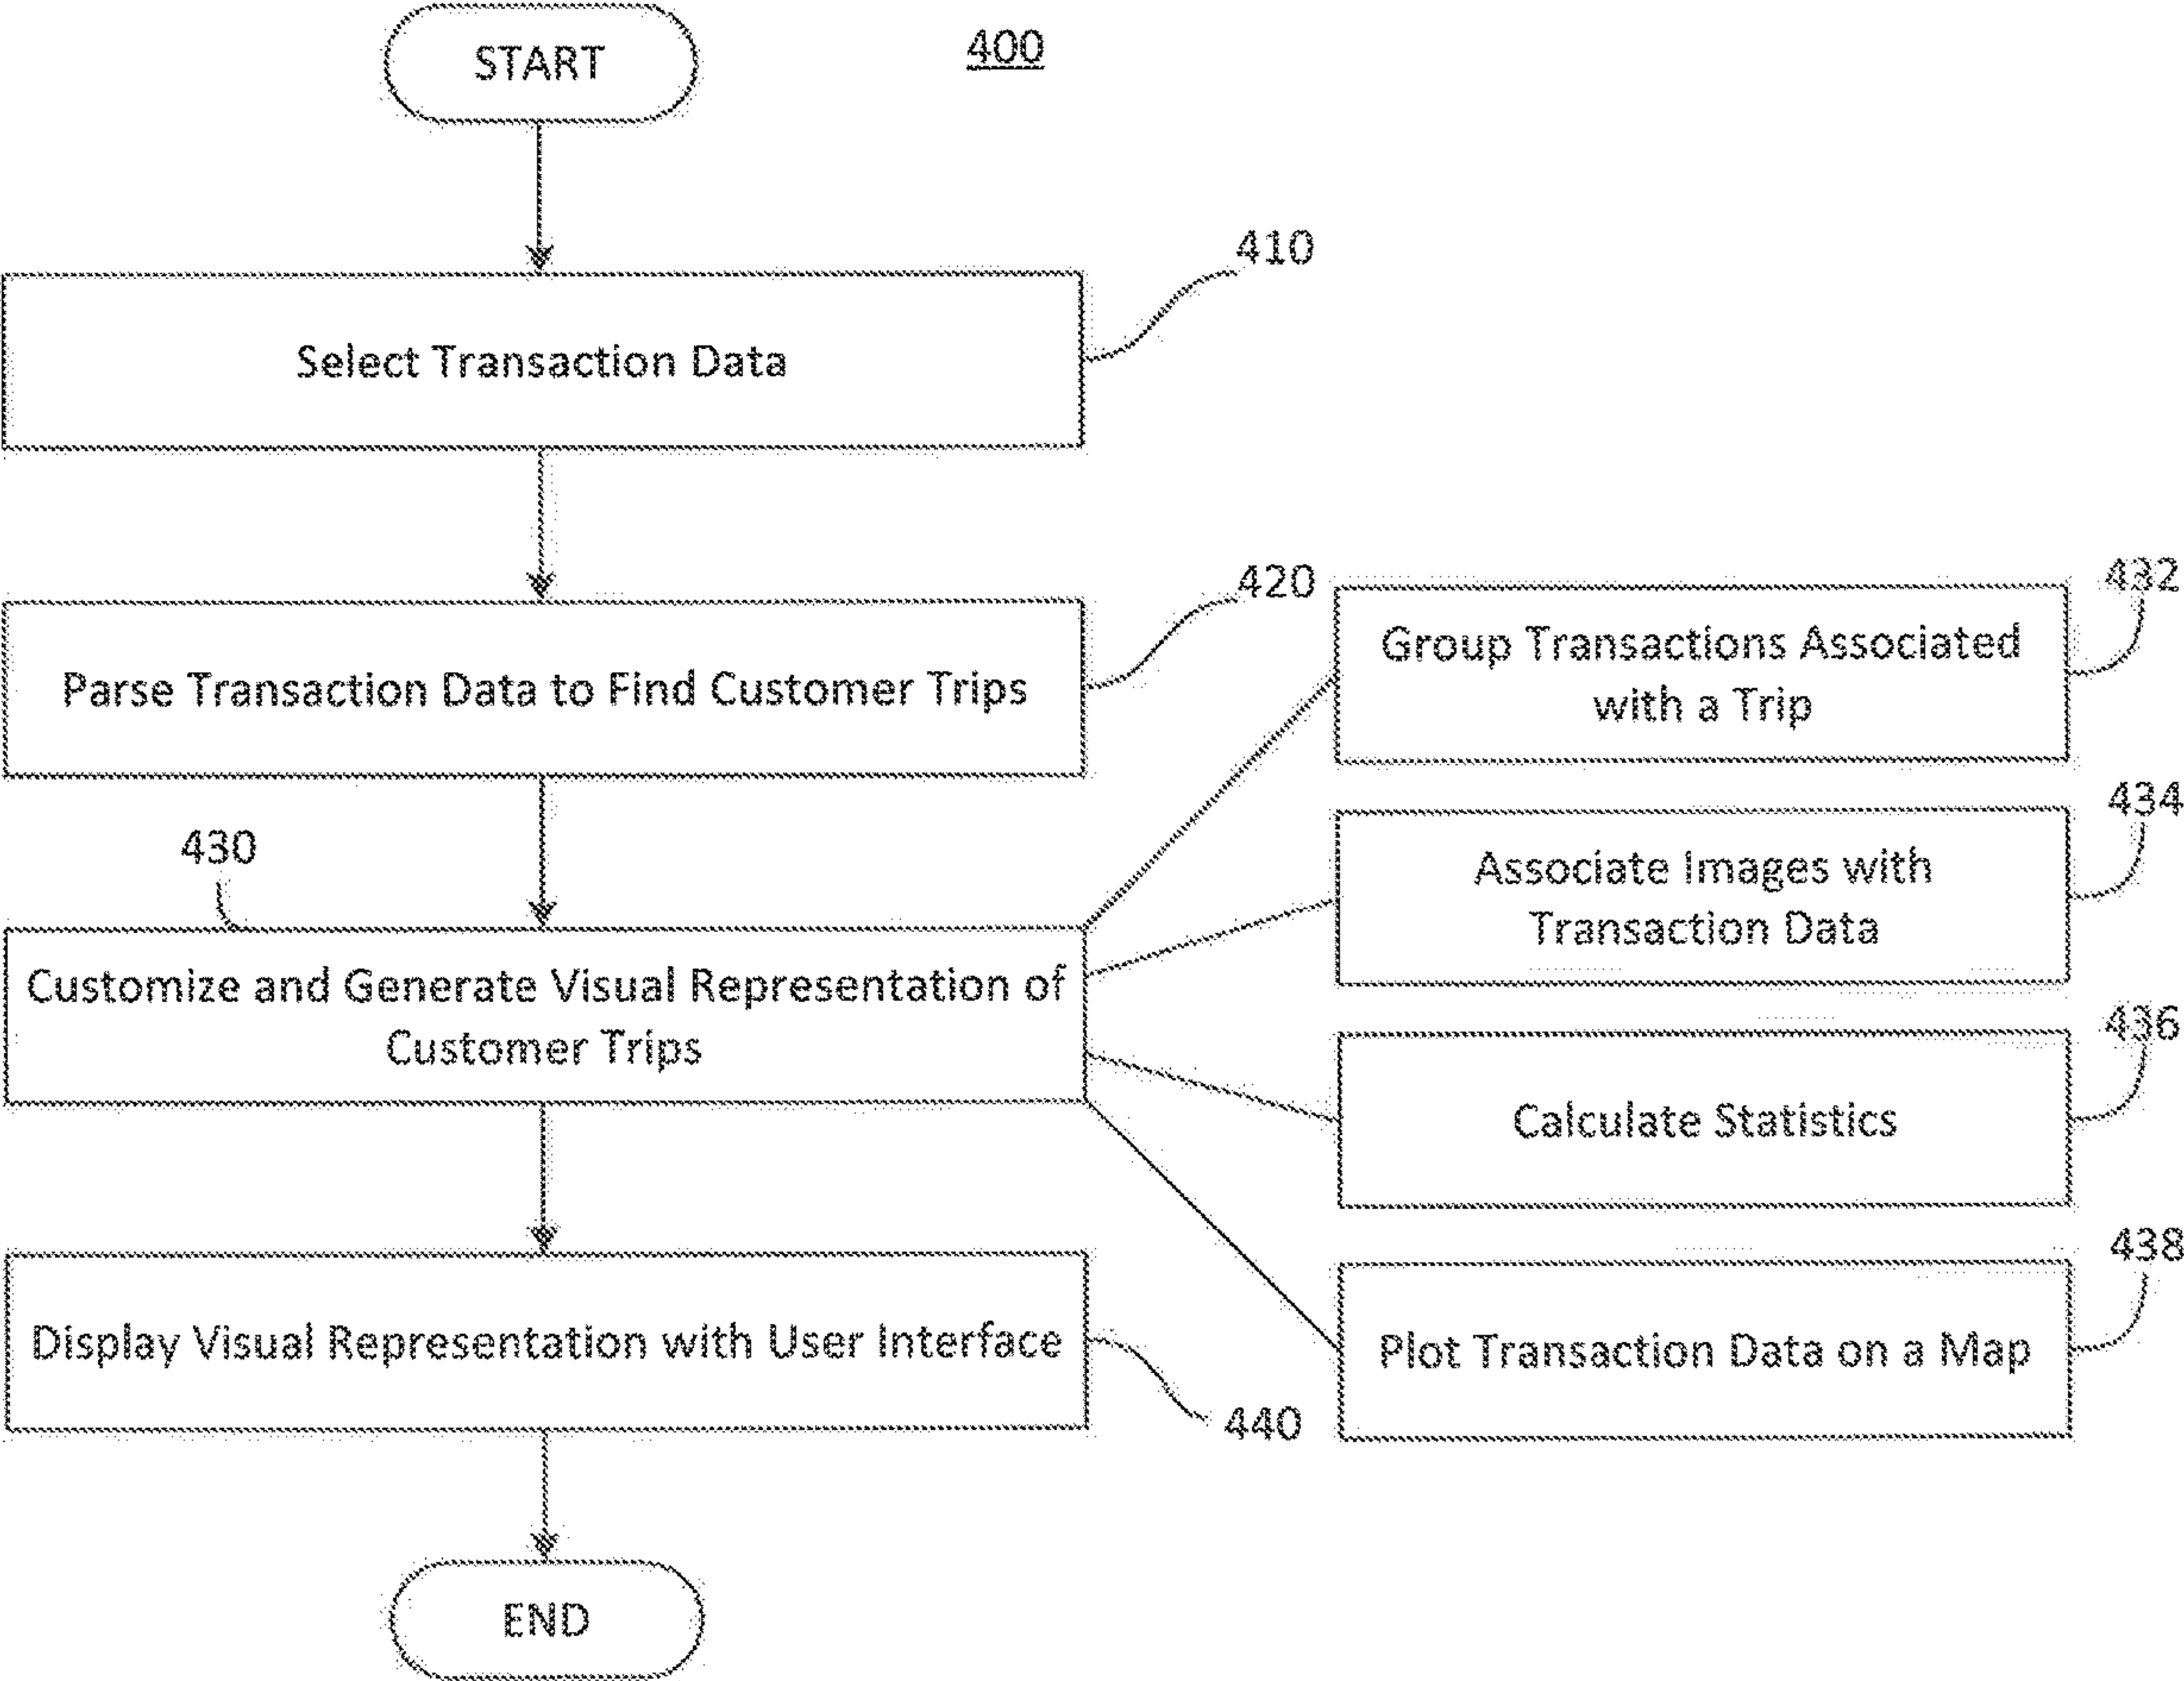 START
400
410
Select Transaction Data
420
Parse Transaction Data to Find Customer Trips
430
Customize and Generate Visual Representation of
Customer Trips
432
Group Transactions Associated
with a Trip
434
Associate Images with
Transaction Data
436
Calculate Statistics
438
Plot Transaction Data on a Map
Display Visual Representation with User Interface
440
END